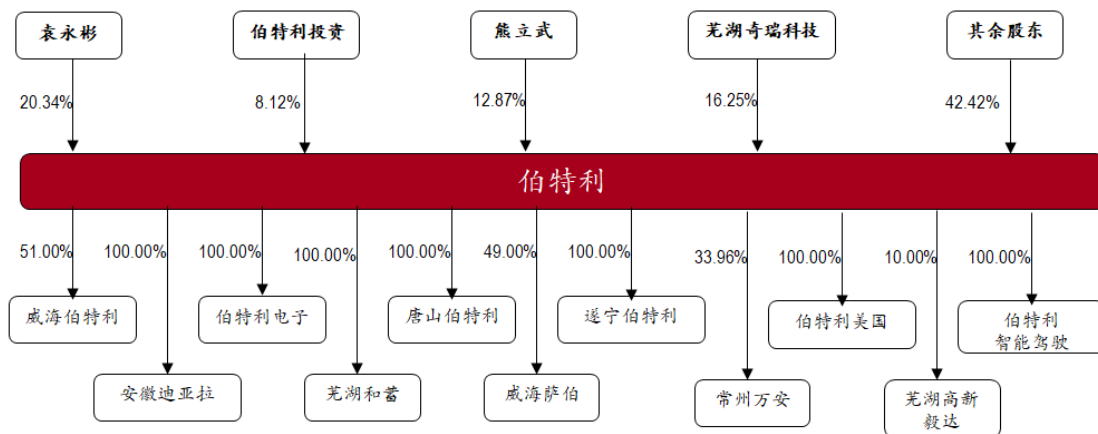 袁永彬
伯特利投资
熊立武
芜湖奇瑞科技
其余股东
20.34%
8.12%
12.87%
16.25%
42.42%
伯特利
51.00%
100.00%
100.00%
100.00%
100.00%
49.00%
100.00%
33.96%
100.00%
10.00%
100.00%
威海伯特利
伯特利电子
唐山伯特利
遂宁伯特利
伯特利美国
伯特利
智能驾驶
安徽迪亚拉
芜湖和蓄
威海萨伯
常州万安
芜湖高新
毅达